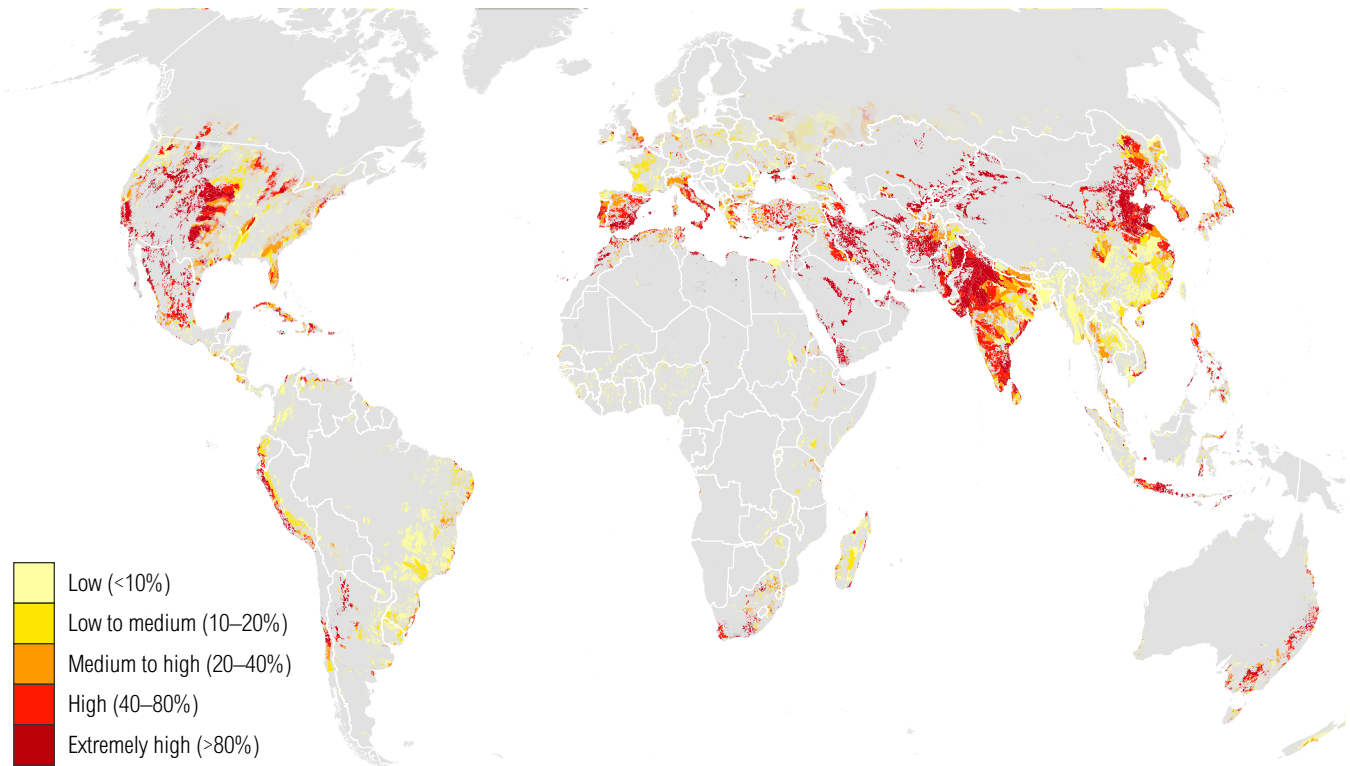 Low (<10%)
Low to medium (10–20%)
Medium to high (20–40%)
High (40–80%)
Extremely high (>80%)